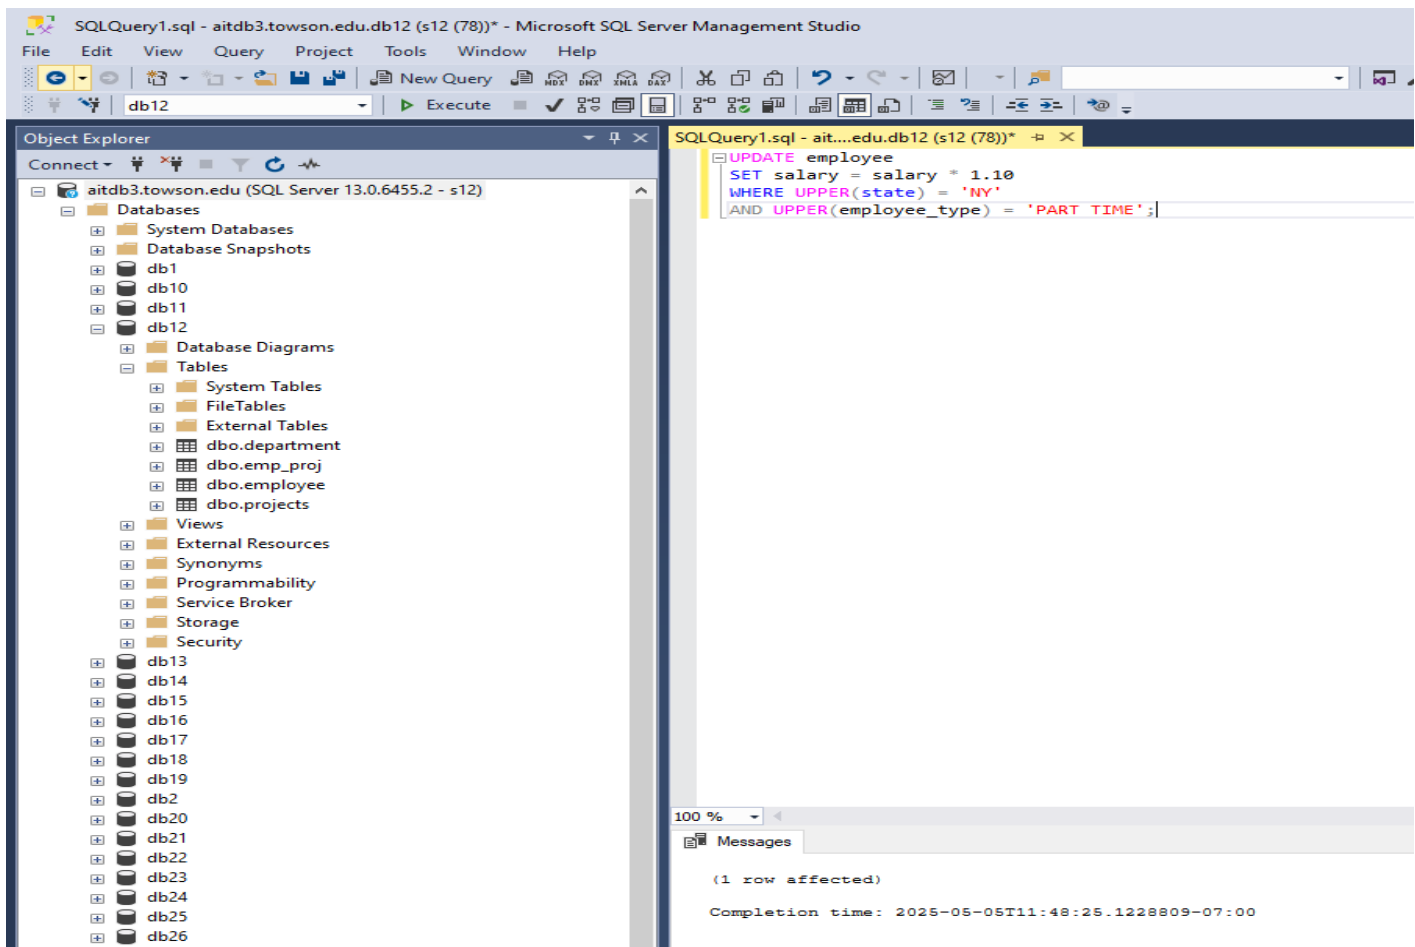 SQLQuery1.sql - aitdb3.towson.edu.db12 (s12 (78))* - Microsoft SQL Server Management Studio
File Edit View Query Project Tools Window Help
New Query MDX DMX XMLA DAX
db12 Execute
Object Explorer
Connect
aitdb3.towson.edu (SQL Server 13.0.6455.2 - s12)
Databases
System Databases
Database Snapshots
db1
db10
db11
db12
Database Diagrams
Tables
System Tables
FileTables
External Tables
dbo.department
dbo.emp_proj
dbo.employee
dbo.projects
Views
External Resources
Synonyms
Programmability
Service Broker
Storage
Security
db13
db14
db15
db16
db17
db18
db19
db2
db20
db21
db22
db23
db24
db25
db26
SQLQuery1.sql - ait....edu.db12 (s12 (78))*
UPDATE employee
SET salary = salary * 1.10
WHERE UPPER(state) = 'NY'
AND UPPER(employee_type) = 'PART TIME';
100 %
Messages
(1 row affected)
Completion time: 2025-05-05T11:48:25.1228809-07:00